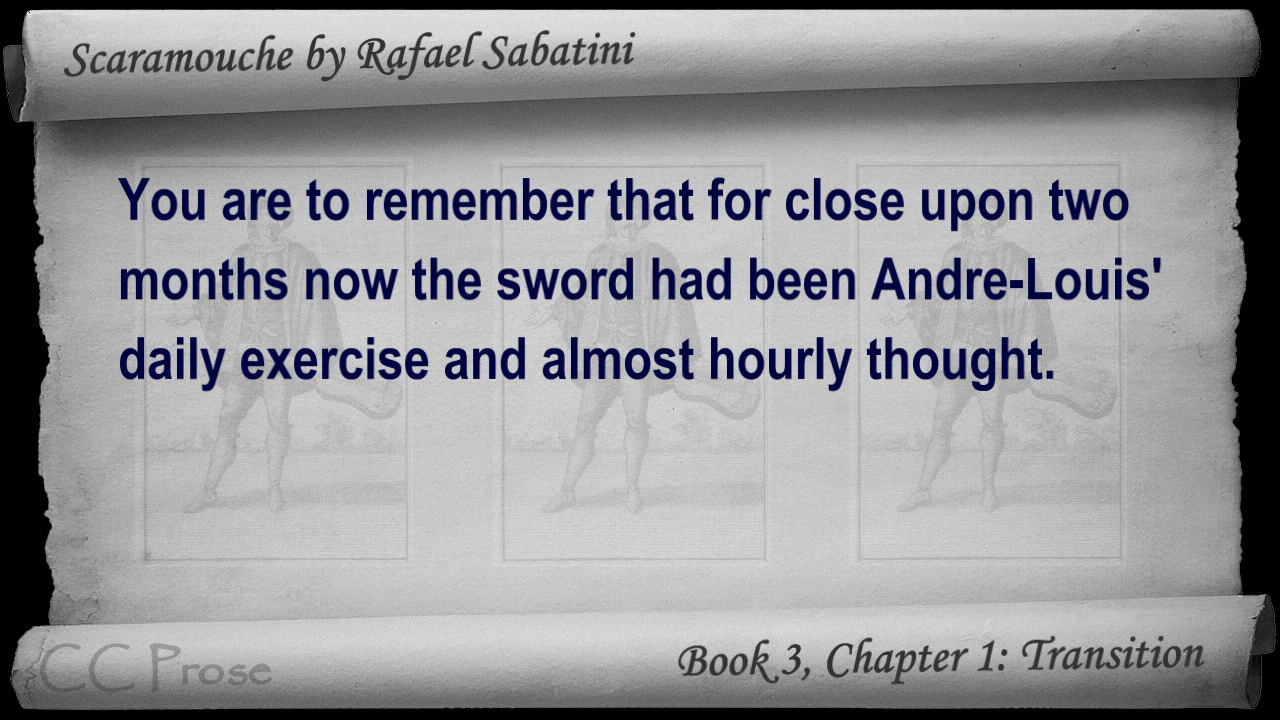 Scaramouche by Rafael Sabatini
You are to remember that for close upon two
months now the sword had been Andre-Louis'
daily exercise and almost hourly thought.
CC Prose
Book 3, Chapter 1: Transition